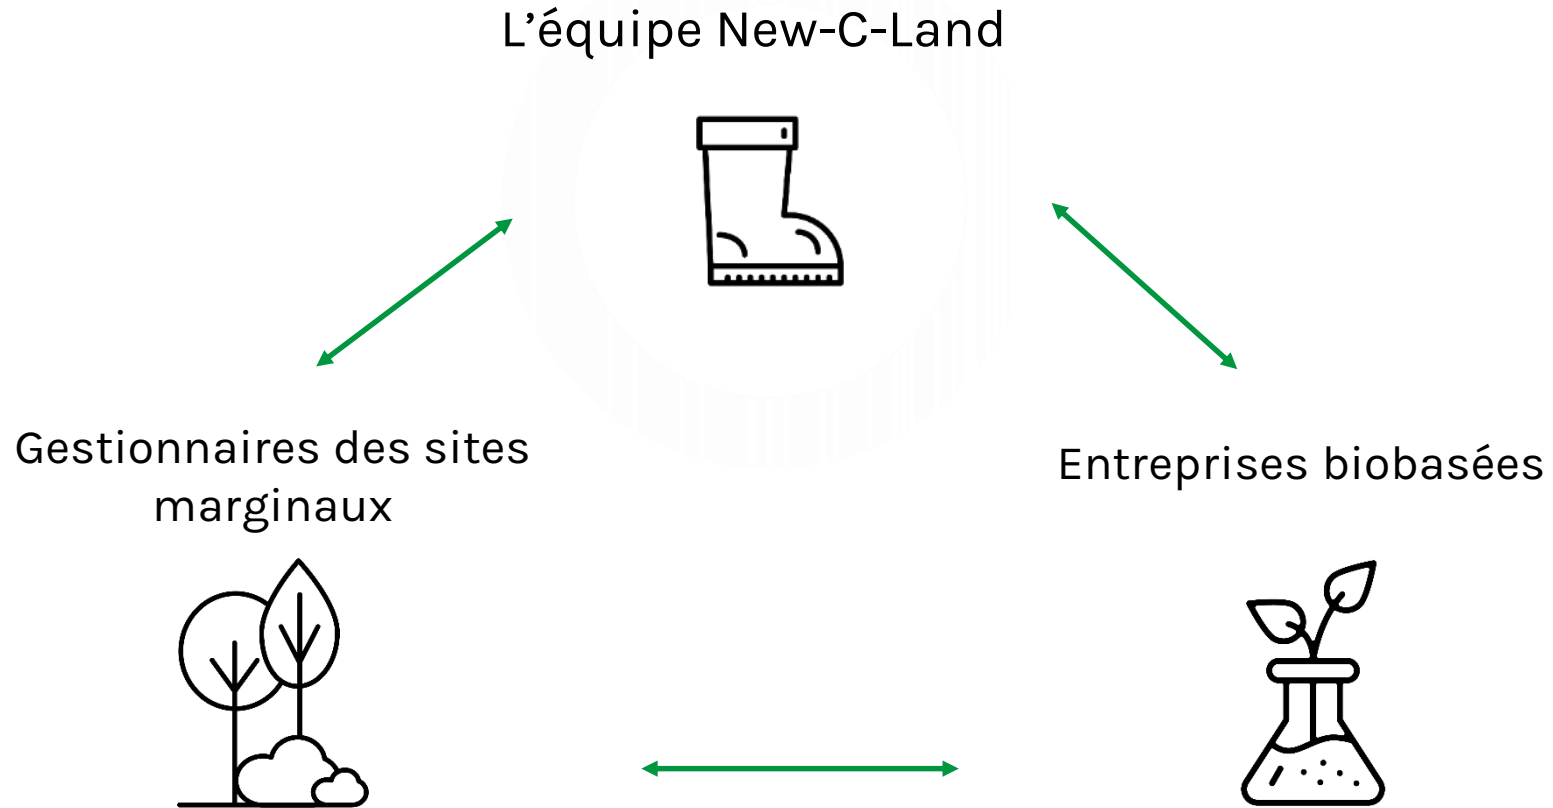 L’équipe New-C-Land
Gestionnaires des sites
marginaux
Entreprises biobasées